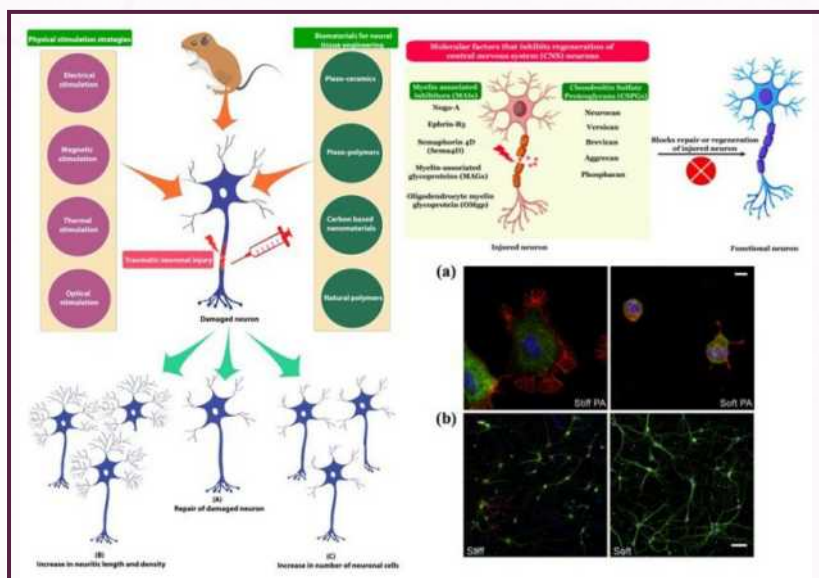 Physical stimulation strategies
Electrical
stimulation
Magnetic
stimulation
Thermal
stimulation
Optical
stimulation
Biomaterials for neural
tissue engineering
Piezo-ceramics
Piezo-polymers
Carbon based
nanomaterials
Natural polymers
Traumatic neuronal injury
Damaged neuron
(A)
Repair of damaged neuron
(B)
Increase in neuritic length and density
(C)
Increase in number of neuronal cells
Molecular factors that inhibits regeneration of
central nervous system (CNS) neurons
Myelin associated
inhibitors (MAIs)
Nogo-A
Ephrin-B3
Semaphorin 4D
(Sema4D)
Myelin-associated
glycoproteins (MAGs)
Oligodendrocyte myelin
glycoprotein (OMgp)
Chondroitin Sulfate
Proteoglycans (CSPGs)
Neurocan
Versican
Brevican
Aggrecan
Phosphacan
Injured neuron
Blocks repair or regeneration
of injured neuron
Functional neuron
(a)
Stiff PA
Soft PA
(b)
Stiff
Soft